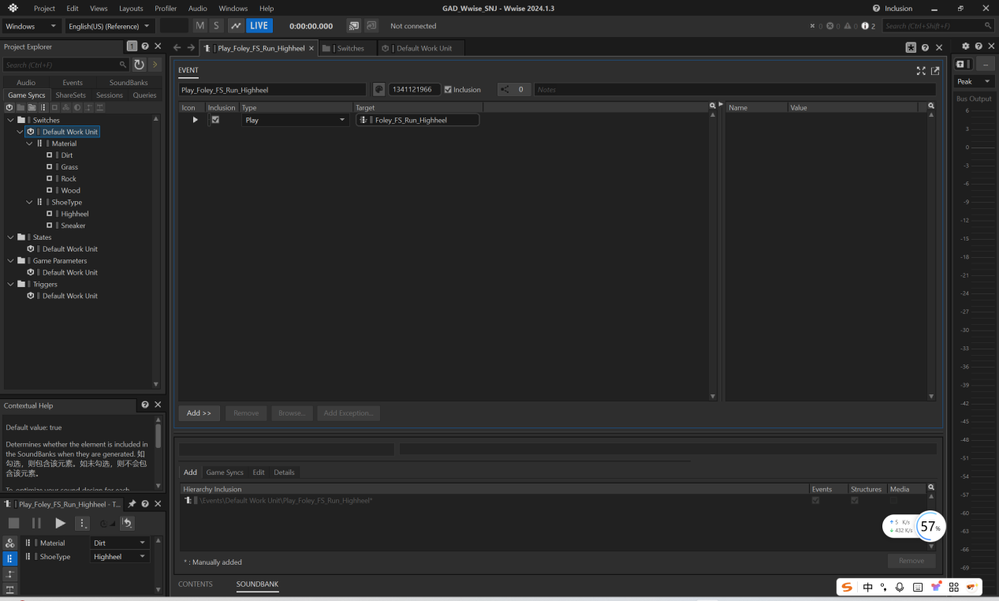 Project Edit Views Layouts Profiler Audio Windows Help GAD_Wwise_SNJ - Wwise 2024.1.3 Inclusion
Windows English(US) (Reference) M S LIVE 0:00:00.000 Not connected 0 0 0 2 Search (Ctrl+Shift+F)
Project Explorer 1
Play_Foley_FS_Run_Highheel Switches Default Work Unit
Search (Ctrl+F)
Audio Events SoundBanks
Game Syncs ShareSets Sessions Queries
Switches
Default Work Unit
Material
Dirt
Grass
Rock
Wood
ShoeType
Highheel
Sneaker
States
Default Work Unit
Game Parameters
Default Work Unit
Triggers
Default Work Unit
EVENT
Play_Foley_FS_Run_Highheel 1341121966 Inclusion 0 Notes
Icon Inclusion Type Target Name Value
Play Foley_FS_Run_Highheel
Add >> Remove Browse... Add Exception...
Peak
Bus Output
6
3
0
-3
-6
-9
-12
-15
-18
-21
-24
-27
-30
-33
-36
-39
-42
-45
-48
-51
-54
-57
-60
-63
-66
-69
Contextual Help
Default value: true
Determines whether the element is included in
the SoundBanks when they are generated. 如
勾选，则包含该元素。如未勾选，则不会包
含该元素。
To optimize your sound design for each
Play_Foley_FS_Run_Highheel - T...
Material Dirt
ShoeType Highheel
Add Game Syncs Edit Details
Hierarchy Inclusion Events Structures Media
\Events\Default Work Unit\Play_Foley_FS_Run_Highheel*
* : Manually added Remove
CONTENTS SOUNDBANK
5 K/s
432 K/s
57%
中